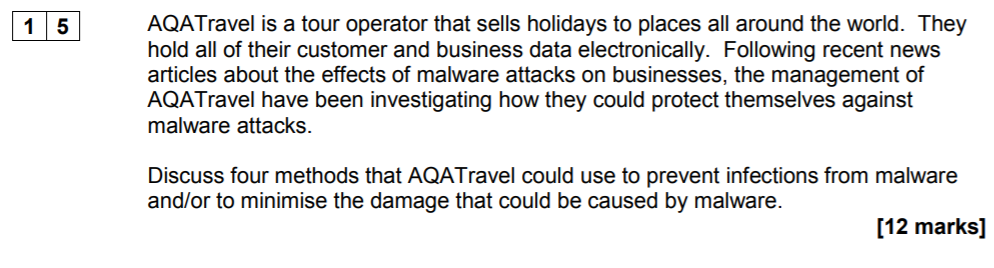 1 5 AQATravel is a tour operator that sells holidays to places all around the world. They
hold all of their customer and business data electronically. Following recent news
articles about the effects of malware attacks on businesses, the management of
AQATravel have been investigating how they could protect themselves against
malware attacks.
Discuss four methods that AQATravel could use to prevent infections from malware
and/or to minimise the damage that could be caused by malware.
[12 marks]